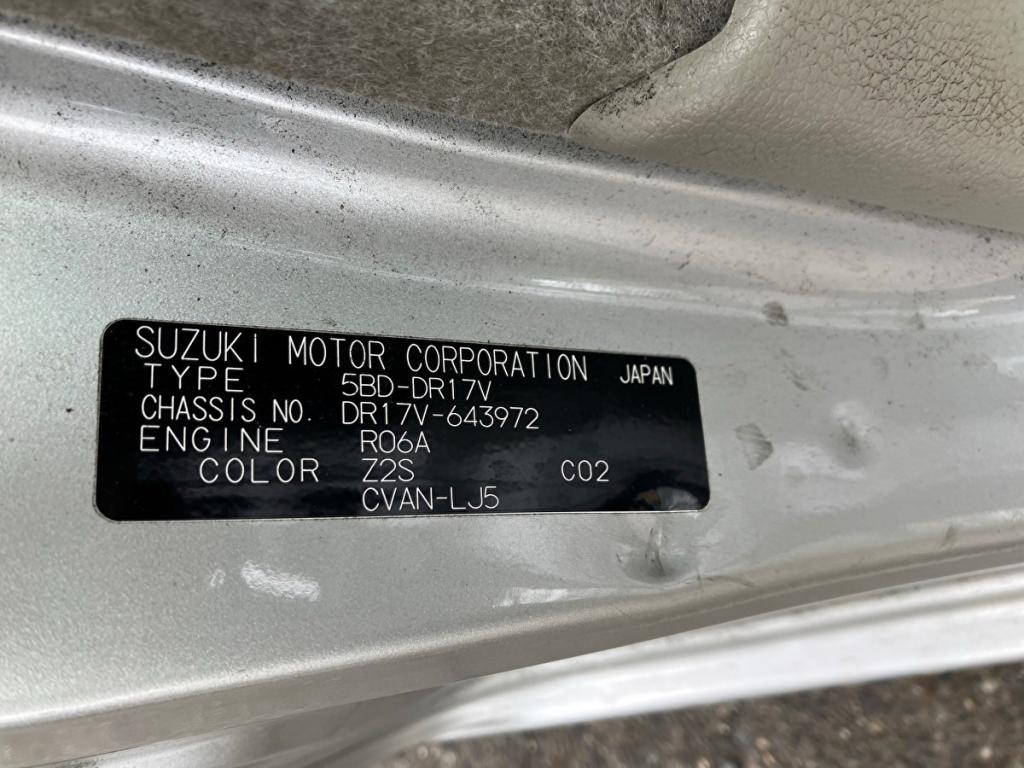 SUZUKI MOTOR CORPORATION JAPAN
TYPE 5BD-DR17V
CHASSIS NO. DR17V-643972
ENGINE R06A
COLOR Z2S C02
CVAN-LJ5